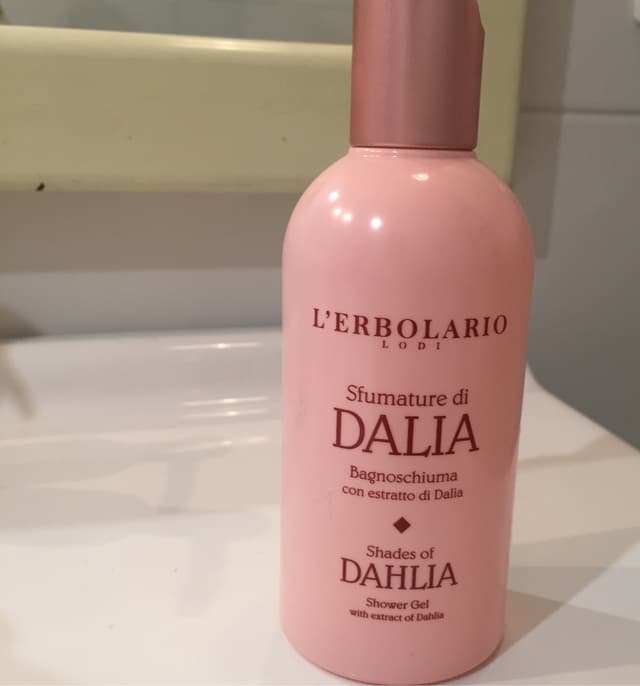 L'ERBOLARIO
LODI
Sfumature di
DALIA
Bagnoschiuma
con estratto di Dalia
Shades of
DAHLIA
Shower Gel
with extract of Dahlia